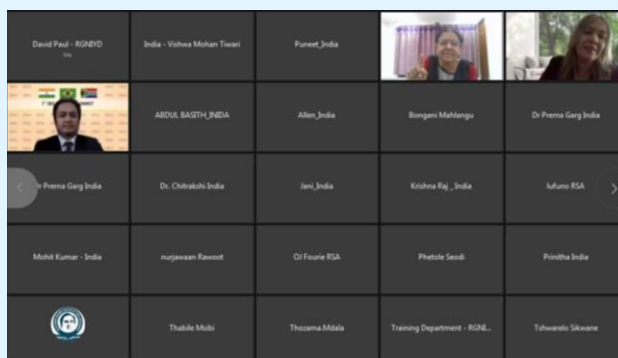 David Paul - RGNIYD
India - Vishwa Mohan Tiwari
Puneet_India
ABDUL BASITH_INIDA
Allen_India
Bongani Mahlangu
Dr Prerna Garg India
r Prerna Garg India
Dr. Chitrakshi India
Jani_India
Krishna Raj _ India
lufuno RSA
Mohit Kumar - India
nurjawaan Rawoot
OJ Fourie RSA
Phetole Seodi
Prinitha India
Thabile Msibi
Thozama.Mdala
Training Department - RGNI...
Tshwarelo Sikwane